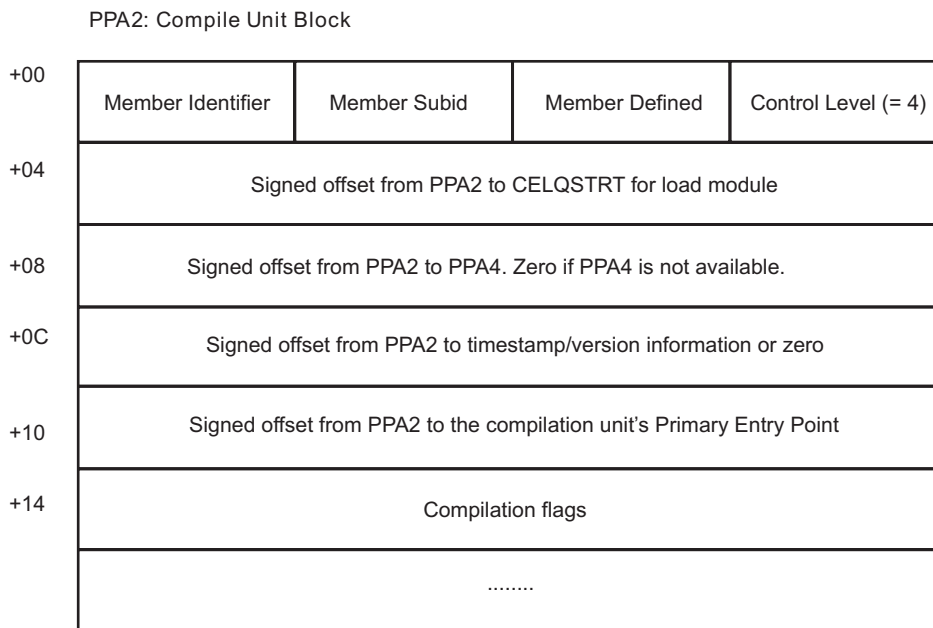 PPA2: Compile Unit Block
+00
Member Identifier
Member Subid
Member Defined
Control Level (= 4)
+04
Signed offset from PPA2 to CELQSTRT for load module
+08
Signed offset from PPA2 to PPA4. Zero if PPA4 is not available.
+0C
Signed offset from PPA2 to timestamp/version information or zero
+10
Signed offset from PPA2 to the compilation unit's Primary Entry Point
+14
Compilation flags
........